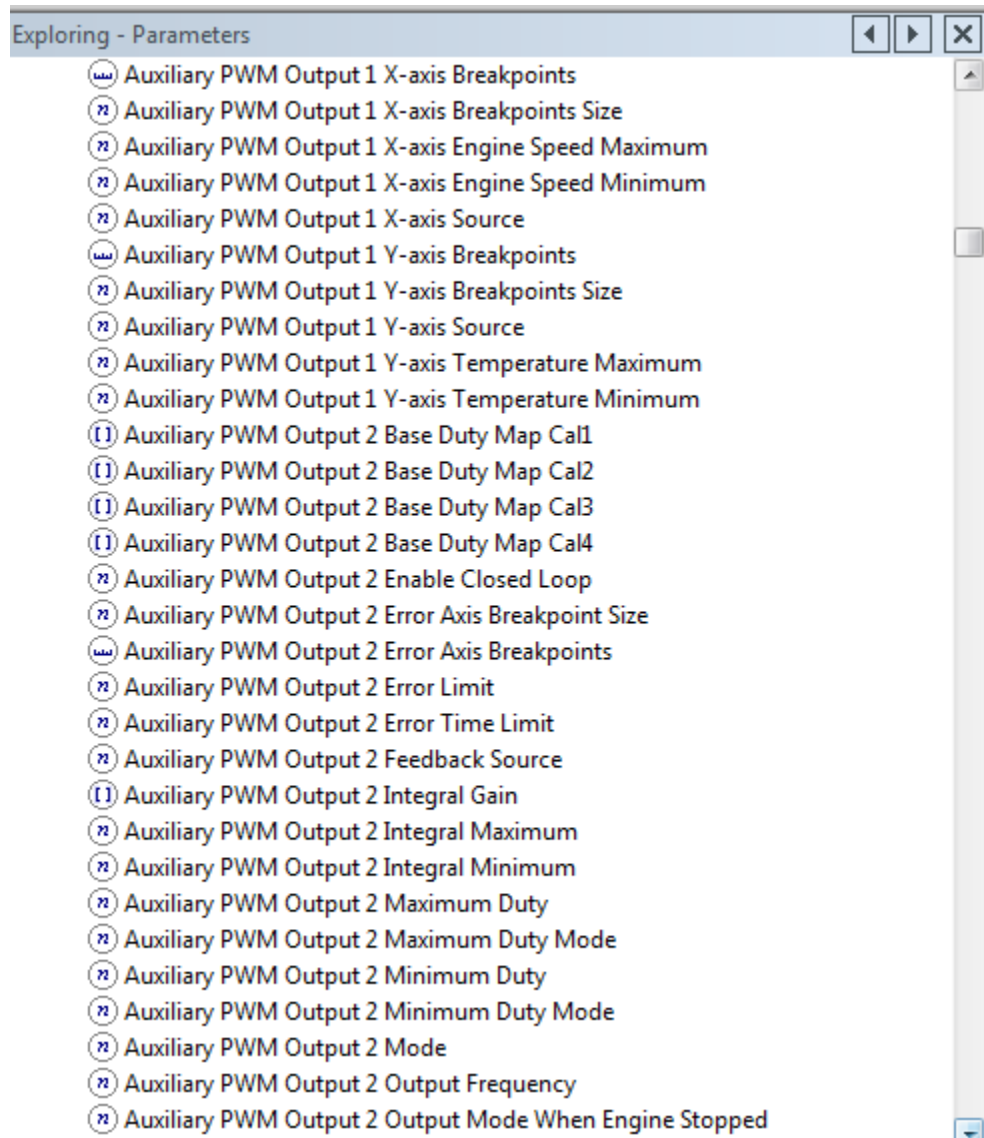 Exploring - Parameters
Auxiliary PWM Output 1 X-axis Breakpoints
Auxiliary PWM Output 1 X-axis Breakpoints Size
Auxiliary PWM Output 1 X-axis Engine Speed Maximum
Auxiliary PWM Output 1 X-axis Engine Speed Minimum
Auxiliary PWM Output 1 X-axis Source
Auxiliary PWM Output 1 Y-axis Breakpoints
Auxiliary PWM Output 1 Y-axis Breakpoints Size
Auxiliary PWM Output 1 Y-axis Source
Auxiliary PWM Output 1 Y-axis Temperature Maximum
Auxiliary PWM Output 1 Y-axis Temperature Minimum
Auxiliary PWM Output 2 Base Duty Map Cal1
Auxiliary PWM Output 2 Base Duty Map Cal2
Auxiliary PWM Output 2 Base Duty Map Cal3
Auxiliary PWM Output 2 Base Duty Map Cal4
Auxiliary PWM Output 2 Enable Closed Loop
Auxiliary PWM Output 2 Error Axis Breakpoint Size
Auxiliary PWM Output 2 Error Axis Breakpoints
Auxiliary PWM Output 2 Error Limit
Auxiliary PWM Output 2 Error Time Limit
Auxiliary PWM Output 2 Feedback Source
Auxiliary PWM Output 2 Integral Gain
Auxiliary PWM Output 2 Integral Maximum
Auxiliary PWM Output 2 Integral Minimum
Auxiliary PWM Output 2 Maximum Duty
Auxiliary PWM Output 2 Maximum Duty Mode
Auxiliary PWM Output 2 Minimum Duty
Auxiliary PWM Output 2 Minimum Duty Mode
Auxiliary PWM Output 2 Mode
Auxiliary PWM Output 2 Output Frequency
Auxiliary PWM Output 2 Output Mode When Engine Stopped